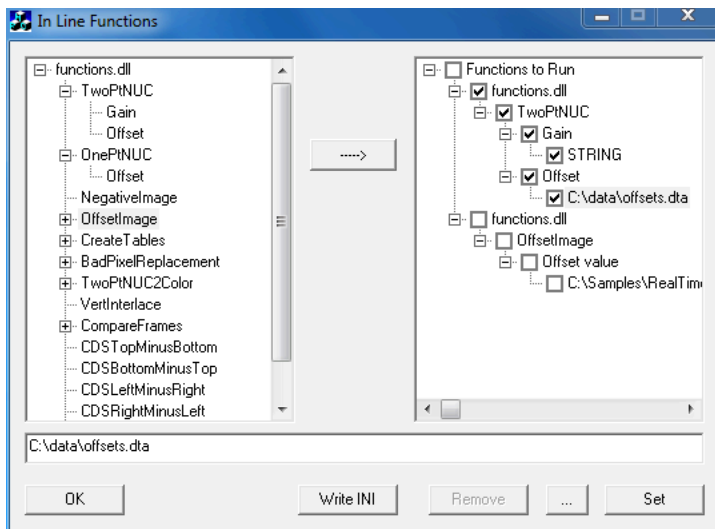 In Line Functions
functions.dll
TwoPtNUC
Gain
Offset
OnePtNUC
Offset
NegativeImage
OffsetImage
CreateTables
BadPixelReplacement
TwoPtNUC2Color
VertInterlace
CompareFrames
CDSTopMinusBottom
CDSBottomMinusTop
CDSLeftMinusRight
CDSRightMinusLeft
---->
Functions to Run
functions.dll
TwoPtNUC
Gain
STRING
Offset
C:\data\offsets.dta
functions.dll
OffsetImage
Offset value
C:\Samples\RealTim
C:\data\offsets.dta
OK
Write INI
Remove
...
Set